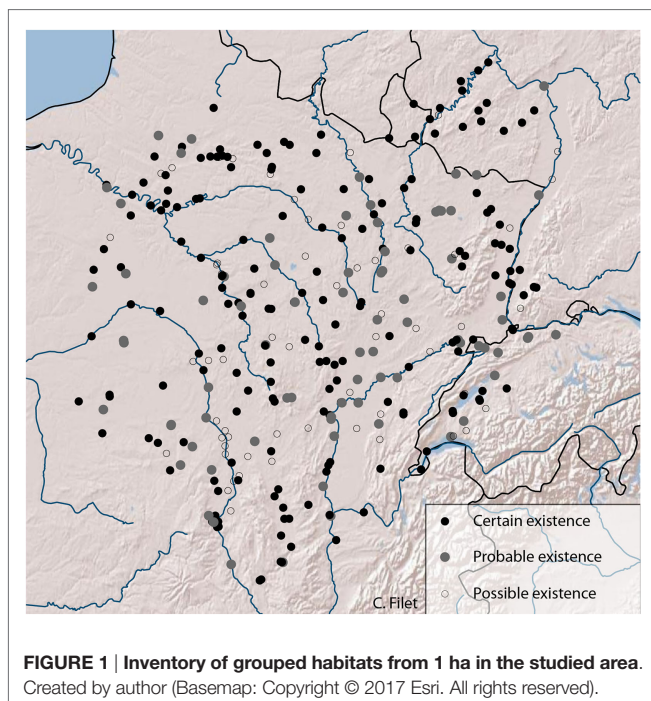 Certain existence
Probable existence
Possible existence
C. Filet
FIGURE 1 | Inventory of grouped habitats from 1 ha in the studied area.
Created by author (Basemap: Copyright © 2017 Esri. All rights reserved).